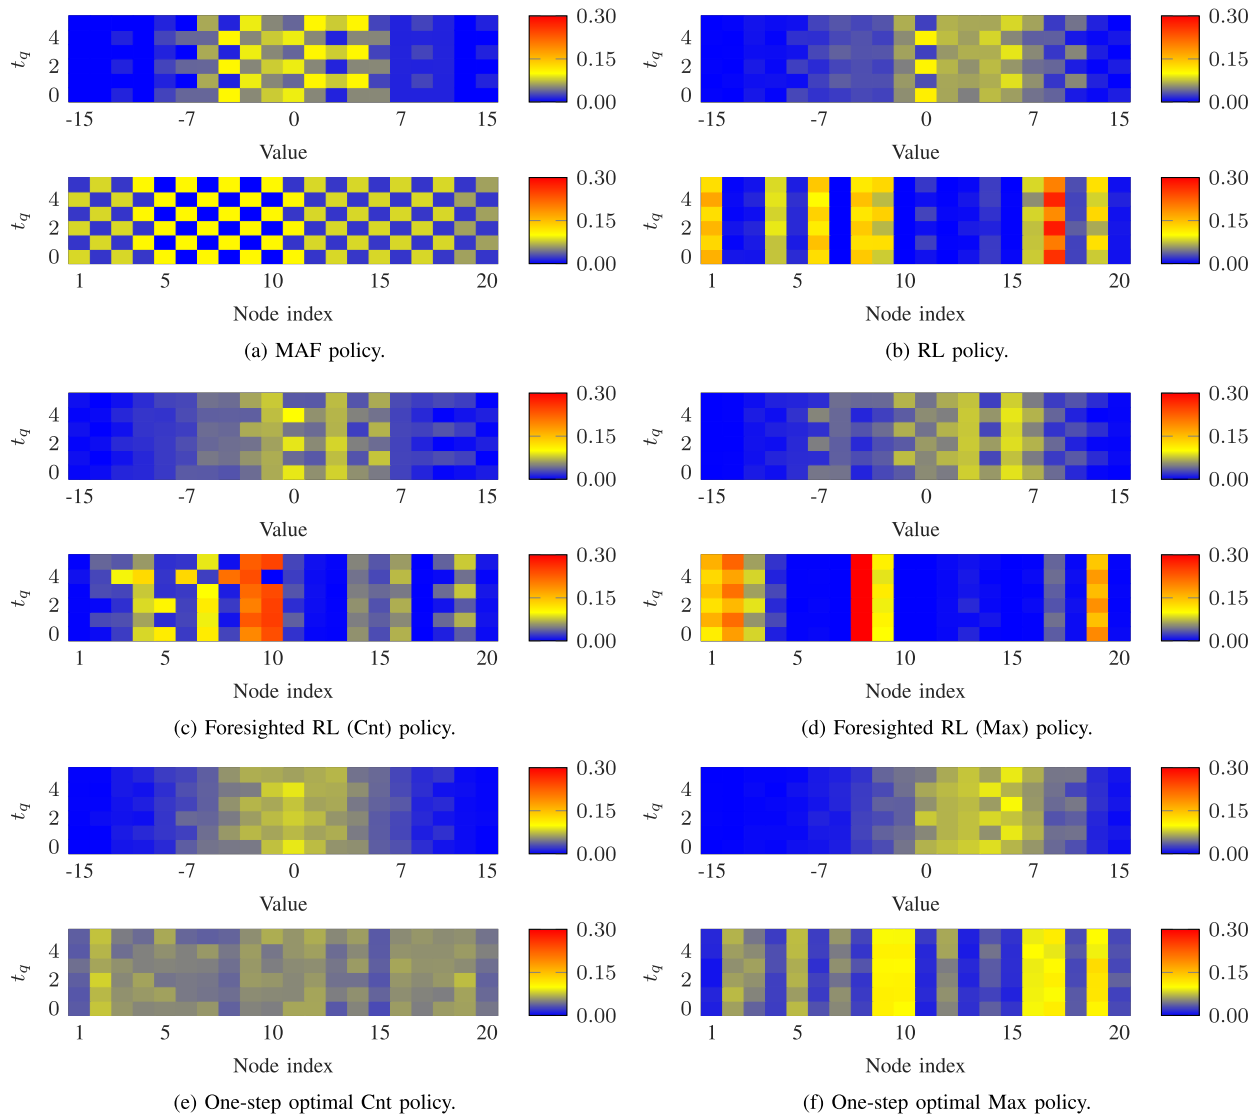 t_q
4
2
0
-15 -7 0 7 15
Value
0.30
0.15
0.00
t_q
4
2
0
1 5 10 15 20
Node index
0.30
0.15
0.00
(a) MAF policy.
t_q
4
2
0
-15 -7 0 7 15
Value
0.30
0.15
0.00
t_q
4
2
0
1 5 10 15 20
Node index
0.30
0.15
0.00
(b) RL policy.
t_q
4
2
0
-15 -7 0 7 15
Value
0.30
0.15
0.00
t_q
4
2
0
1 5 10 15 20
Node index
0.30
0.15
0.00
(c) Foresighted RL (Cnt) policy.
t_q
4
2
0
-15 -7 0 7 15
Value
0.30
0.15
0.00
t_q
4
2
0
1 5 10 15 20
Node index
0.30
0.15
0.00
(d) Foresighted RL (Max) policy.
t_q
4
2
0
-15 -7 0 7 15
Value
0.30
0.15
0.00
t_q
4
2
0
1 5 10 15 20
Node index
0.30
0.15
0.00
(e) One-step optimal Cnt policy.
t_q
4
2
0
-15 -7 0 7 15
Value
0.30
0.15
0.00
t_q
4
2
0
1 5 10 15 20
Node index
0.30
0.15
0.00
(f) One-step optimal Max policy.